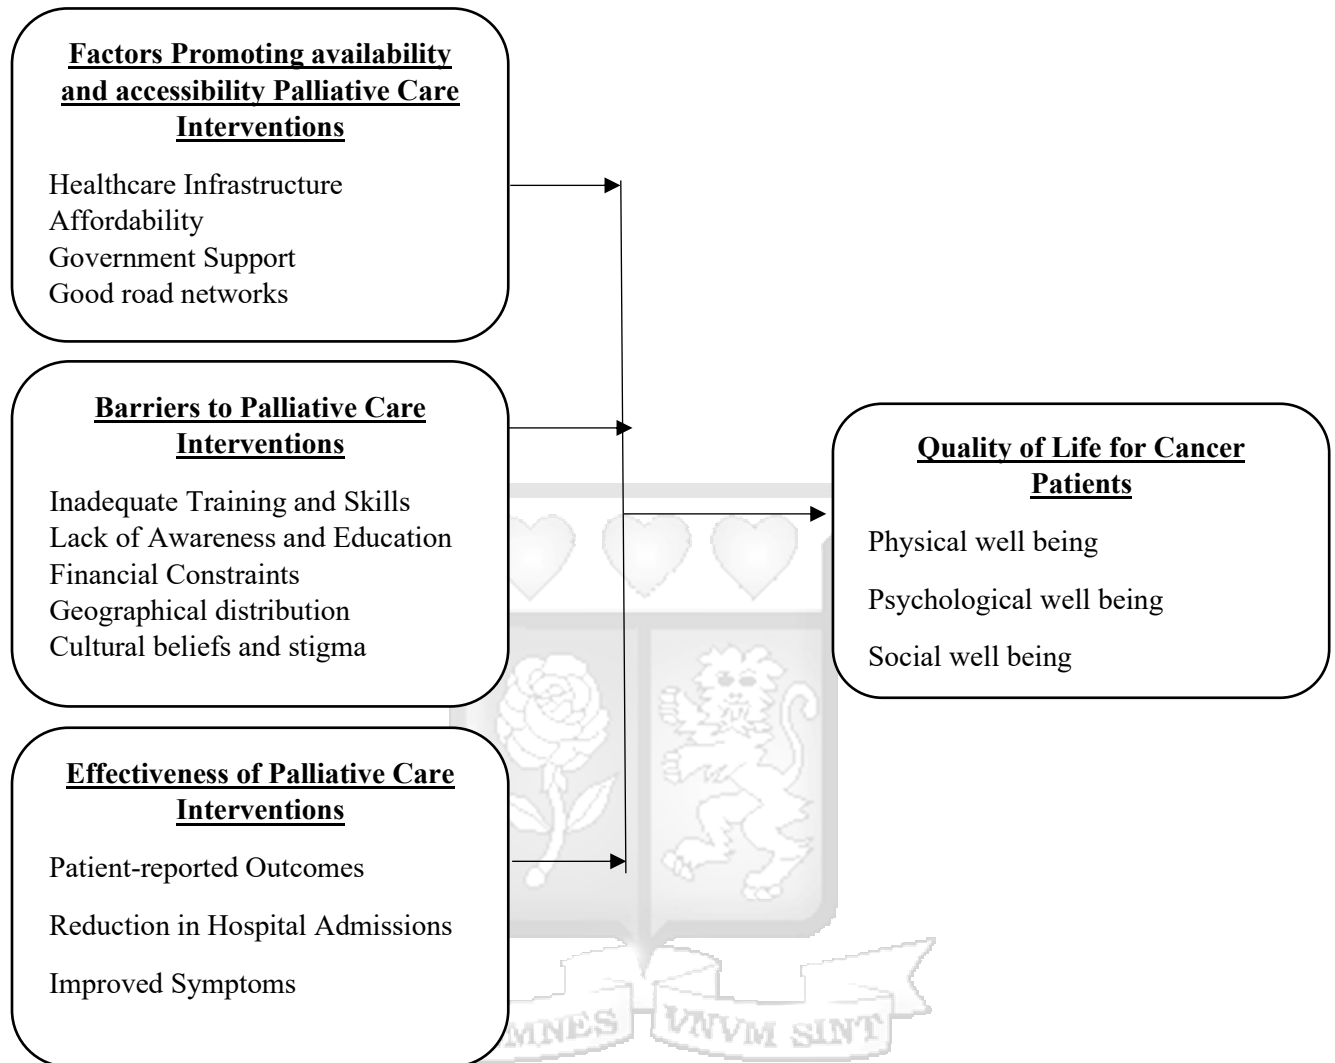 Factors Promoting availability
and accessibility Palliative Care
Interventions
Healthcare Infrastructure
Affordability
Government Support
Good road networks
Barriers to Palliative Care
Interventions
Inadequate Training and Skills
Lack of Awareness and Education
Financial Constraints
Geographical distribution
Cultural beliefs and stigma
Effectiveness of Palliative Care
Interventions
Patient-reported Outcomes
Reduction in Hospital Admissions
Improved Symptoms
Quality of Life for Cancer
Patients
Physical well being
Psychological well being
Social well being
MNES VNVM SINT